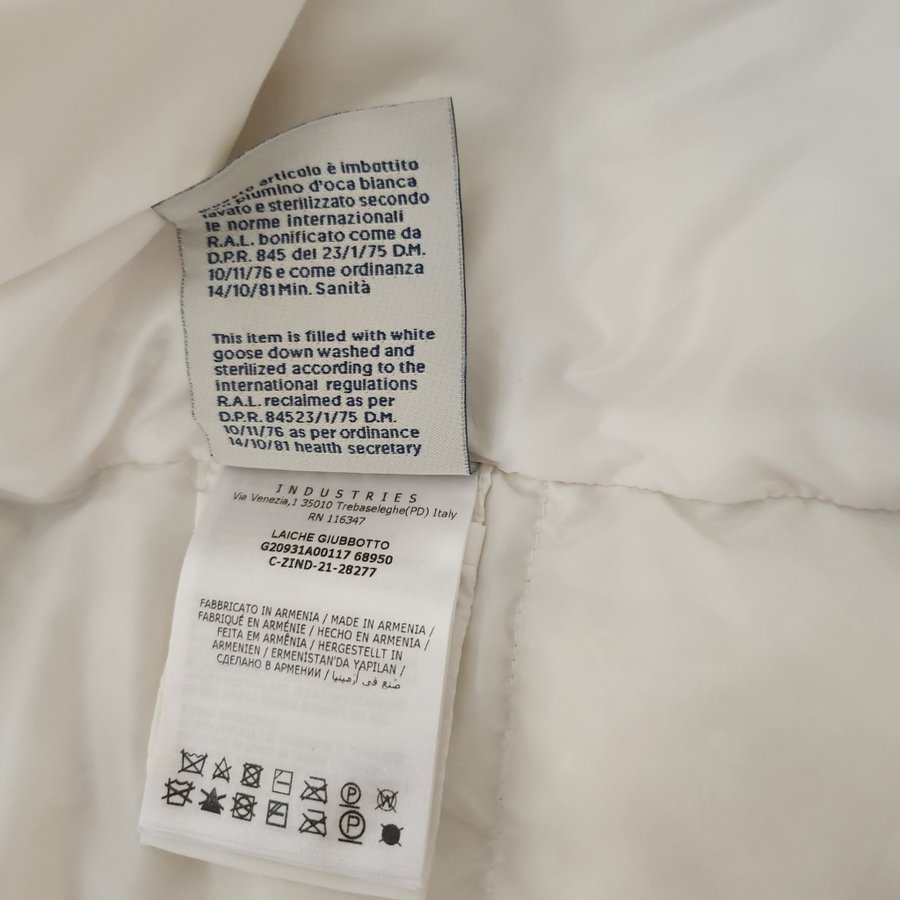 articolo è imbottito
piumino d'oca bianca
lavato e sterilizzato secondo
le norme internazionali
R.A.L. bonificato come da
D.P.R. 845 del 23/1/75 D.M.
10/11/76 e come ordinanza
14/10/81 Min. Sanità
This item is filled with white
goose down washed and
sterilized according to the
international regulations
R.A.L. reclaimed as per
D.P.R. 84523/1/75 D.M.
10/11/76 as per ordinance
14/10/81 health secretary
INDUSTRIES
Via Venezia,1 35010 Trebaseleghe(PD) Italy
RN 116347
LAICHE GIUBBOTTO
G20931A00117 68950
C-ZIND-21-28277
FABBRICATO IN ARMENIA / MADE IN ARMENIA /
FABRIQUÉ EN ARMÉNIE / HECHO EN ARMENIA /
FEITA EM ARMÊNIA / HERGESTELLT IN
ARMENIEN / ERMENISTAN'DA YAPILAN /
СДЕЛАНО В АРМЕНИИ / صنع في أرمينيا
P W
P